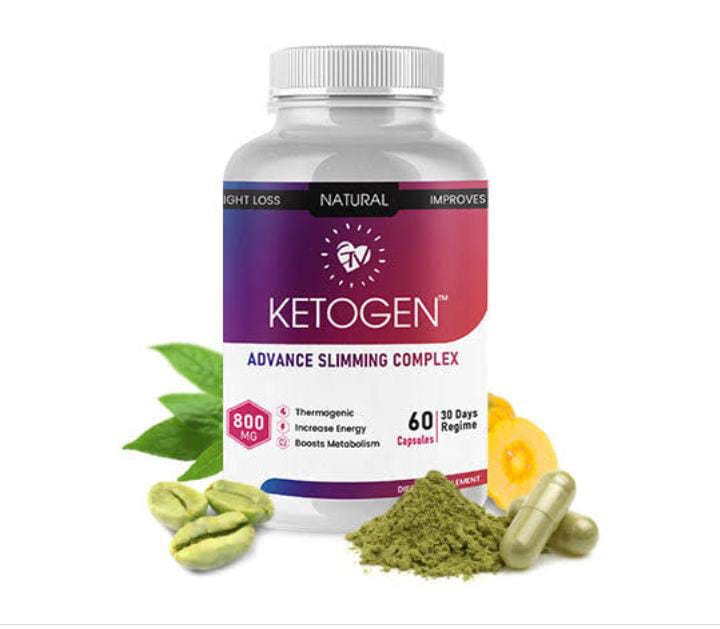 IGHT LOSS NATURAL IMPROVES
TV
KETOGEN™
ADVANCE SLIMMING COMPLEX
800
MG
Thermogenic
Increase Energy
Boosts Metabolism
60
Capsules
30 Days
Regime